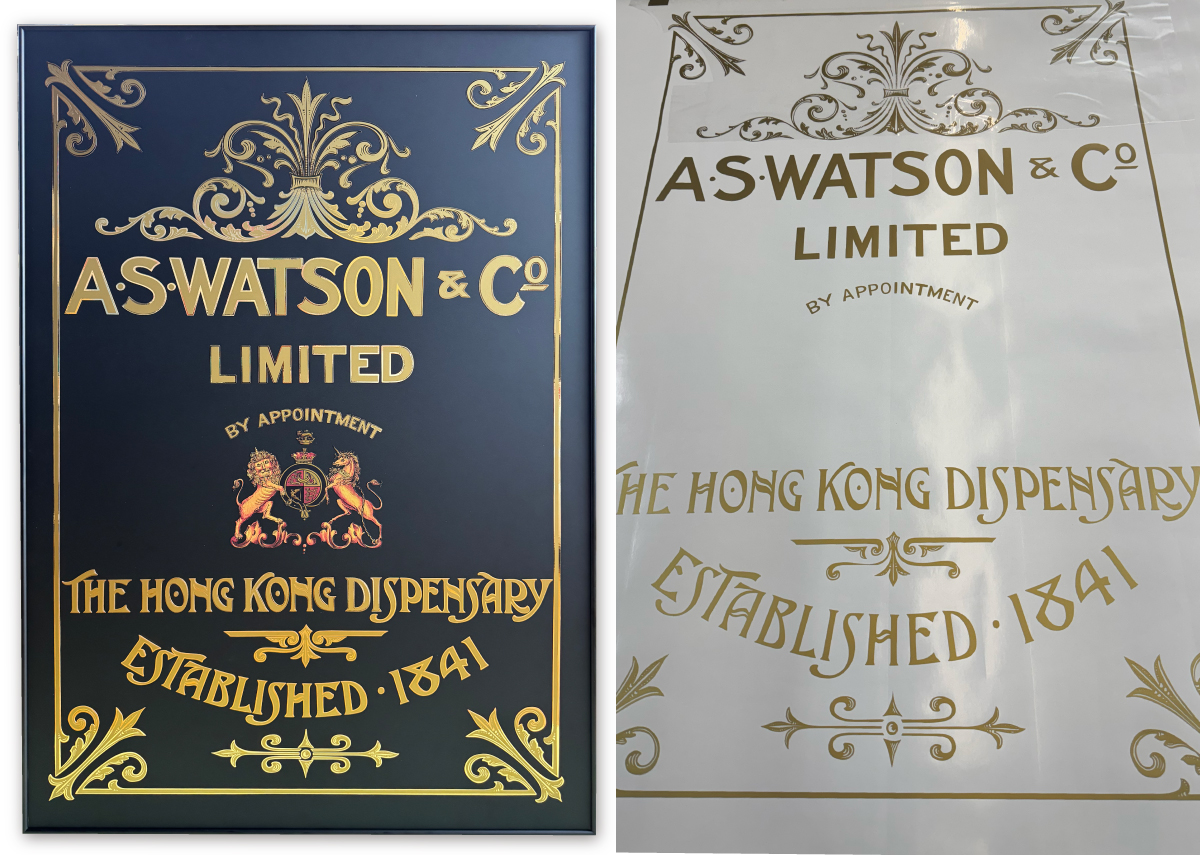 A·S·WATSON & Cº
LIMITED
BY APPOINTMENT
THE HONG KONG DISPENSARY
ESTABLISHED · 1841
A·S·WATSON & Cº
LIMITED
BY APPOINTMENT
HE HONG KONG DISPENSARY
ESTABLISHED · 1841